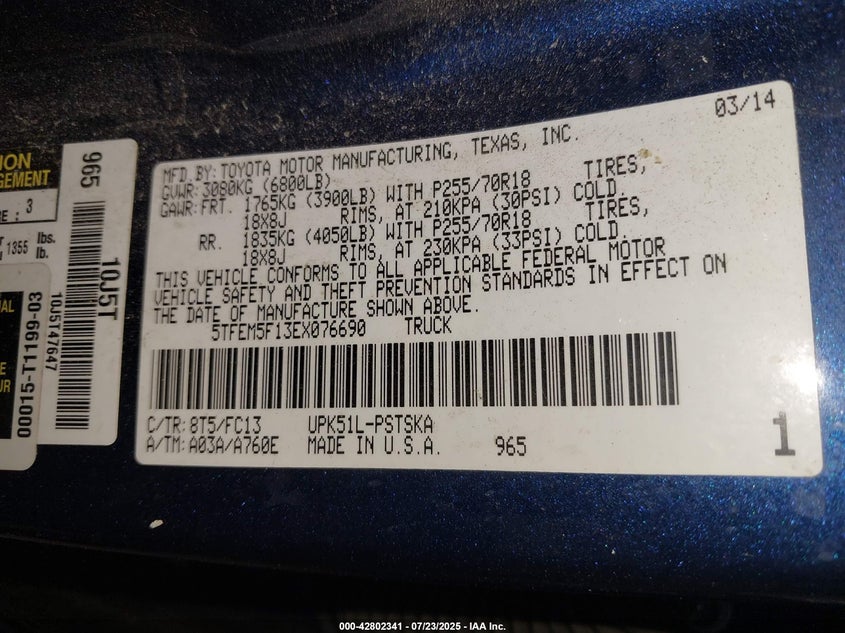 03/14
MFD. BY: TOYOTA MOTOR MANUFACTURING, TEXAS, INC.
GVWR: 3080KG (6800LB)
GAWR: FRT. 1765KG (3900LB) WITH P255/70R18 TIRES,
18X8J RIMS, AT 210KPA (30PSI) COLD.
RR. 1835KG (4050LB) WITH P255/70R18 TIRES,
18X8J RIMS, AT 230KPA (33PSI) COLD.
THIS VEHICLE CONFORMS TO ALL APPLICABLE FEDERAL MOTOR
VEHICLE SAFETY AND THEFT PREVENTION STANDARDS IN EFFECT ON
THE DATE OF MANUFACTURE SHOWN ABOVE.
5TFEM5F13EX076690 TRUCK
C/TR: 8T5/FC13 UPK51L-PSTSKA
A/TM: A03A/A760E MADE IN U.S.A. 965 1
: 3
1355 lbs.
lb.
965
10J5T
10J5T47647
00015-T1199-03
000-42802341 - 07/23/2025 - IAA Inc.